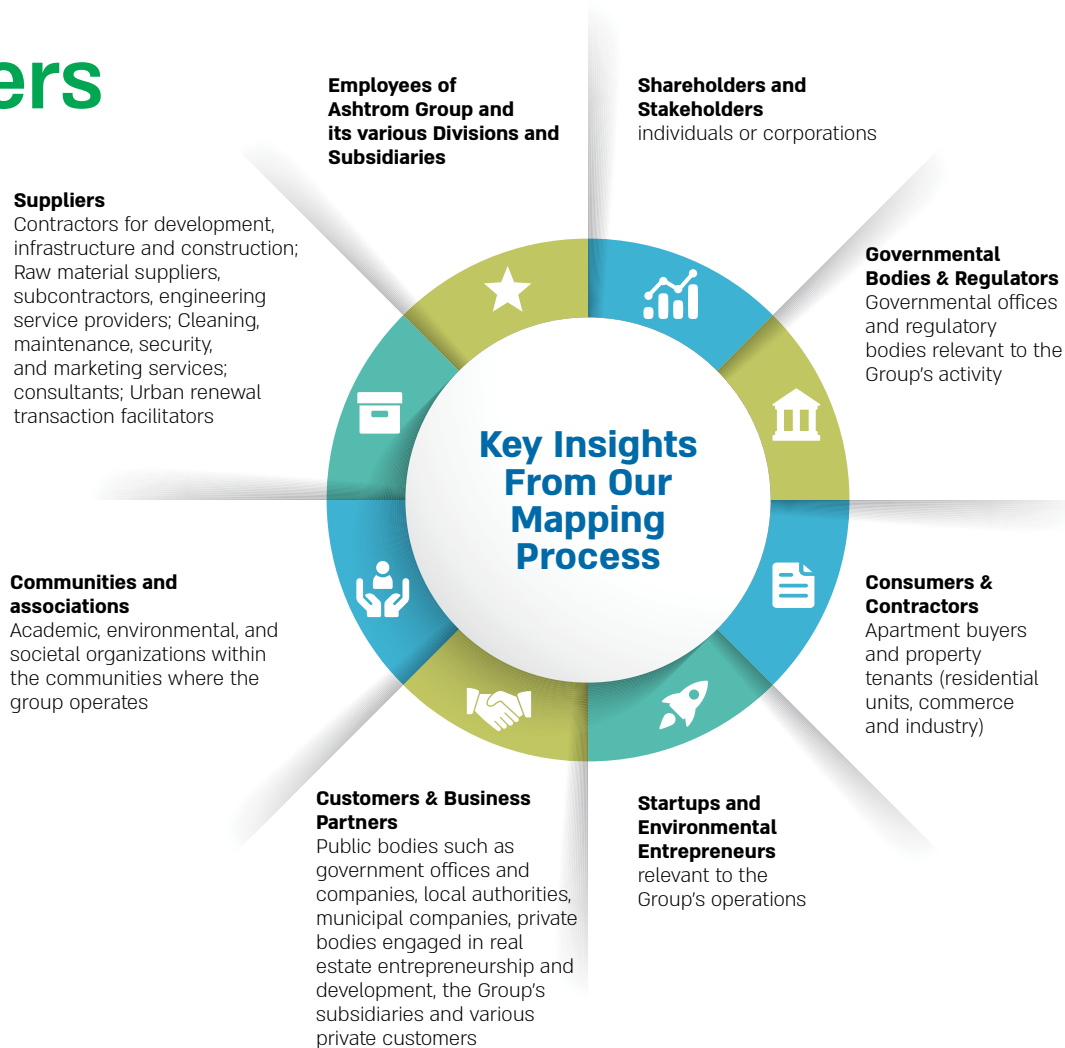 ers
Employees of
Ashtrom Group and
its various Divisions and
Subsidiaries
Shareholders and
Stakeholders
individuals or corporations
Governmental
Bodies & Regulators
Governmental offices
and regulatory
bodies relevant to the
Group's activity
Consumers &
Contractors
Apartment buyers
and property
tenants (residential
units, commerce
and industry)
Startups and
Environmental
Entrepreneurs
relevant to the
Group's operations
Customers & Business
Partners
Public bodies such as
government offices and
companies, local authorities,
municipal companies, private
bodies engaged in real
estate entrepreneurship and
development, the Group's
subsidiaries and various
private customers
Communities and
associations
Academic, environmental, and
societal organizations within
the communities where the
group operates
Suppliers
Contractors for development,
infrastructure and construction;
Raw material suppliers,
subcontractors, engineering
service providers; Cleaning,
maintenance, security,
and marketing services;
consultants; Urban renewal
transaction facilitators
Key Insights
From Our
Mapping
Process